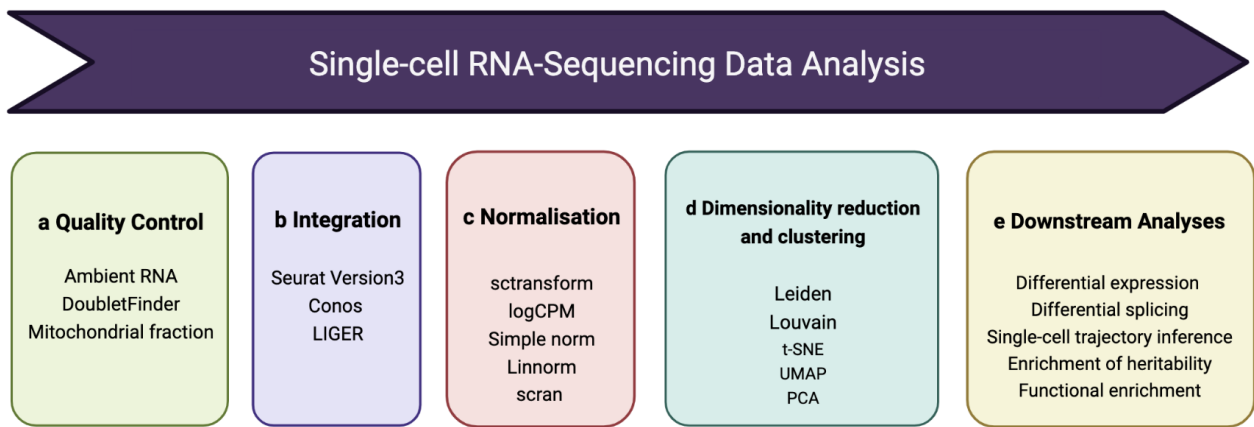 Single-cell RNA-Sequencing Data Analysis
a Quality Control
Ambient RNA
DoubletFinder
Mitochondrial fraction
b Integration
Seurat Version3
Conos
LIGER
c Normalisation
sctransform
logCPM
Simple norm
Linnorm
scran
d Dimensionality reduction
and clustering
Leiden
Louvain
t-SNE
UMAP
PCA
e Downstream Analyses
Differential expression
Differential splicing
Single-cell trajectory inference
Enrichment of heritability
Functional enrichment